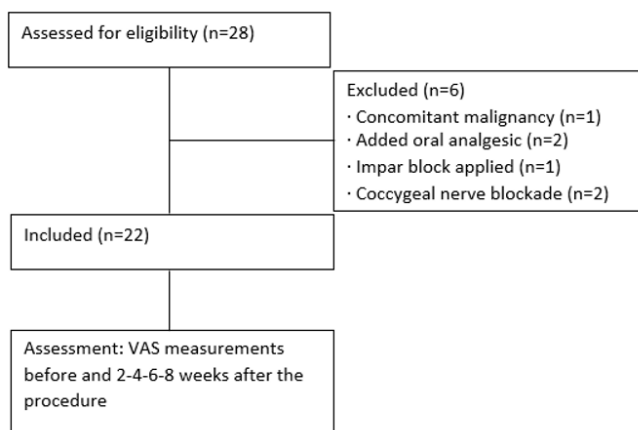 Assessed for eligibility (n=28)
Excluded (n=6)
· Concomitant malignancy (n=1)
· Added oral analgesic (n=2)
· Impar block applied (n=1)
· Coccygeal nerve blockade (n=2)
Included (n=22)
Assessment: VAS measurements
before and 2-4-6-8 weeks after the
procedure